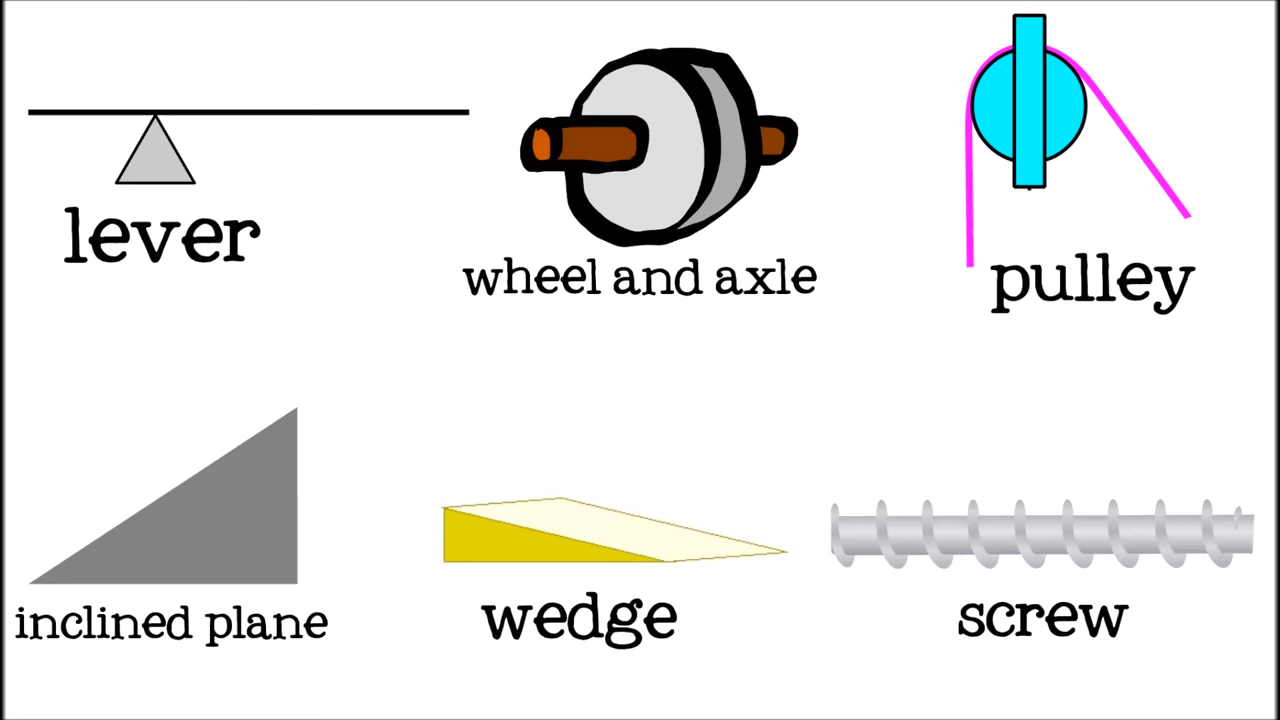 lever
wheel and axle
pulley
inclined plane
wedge
screw